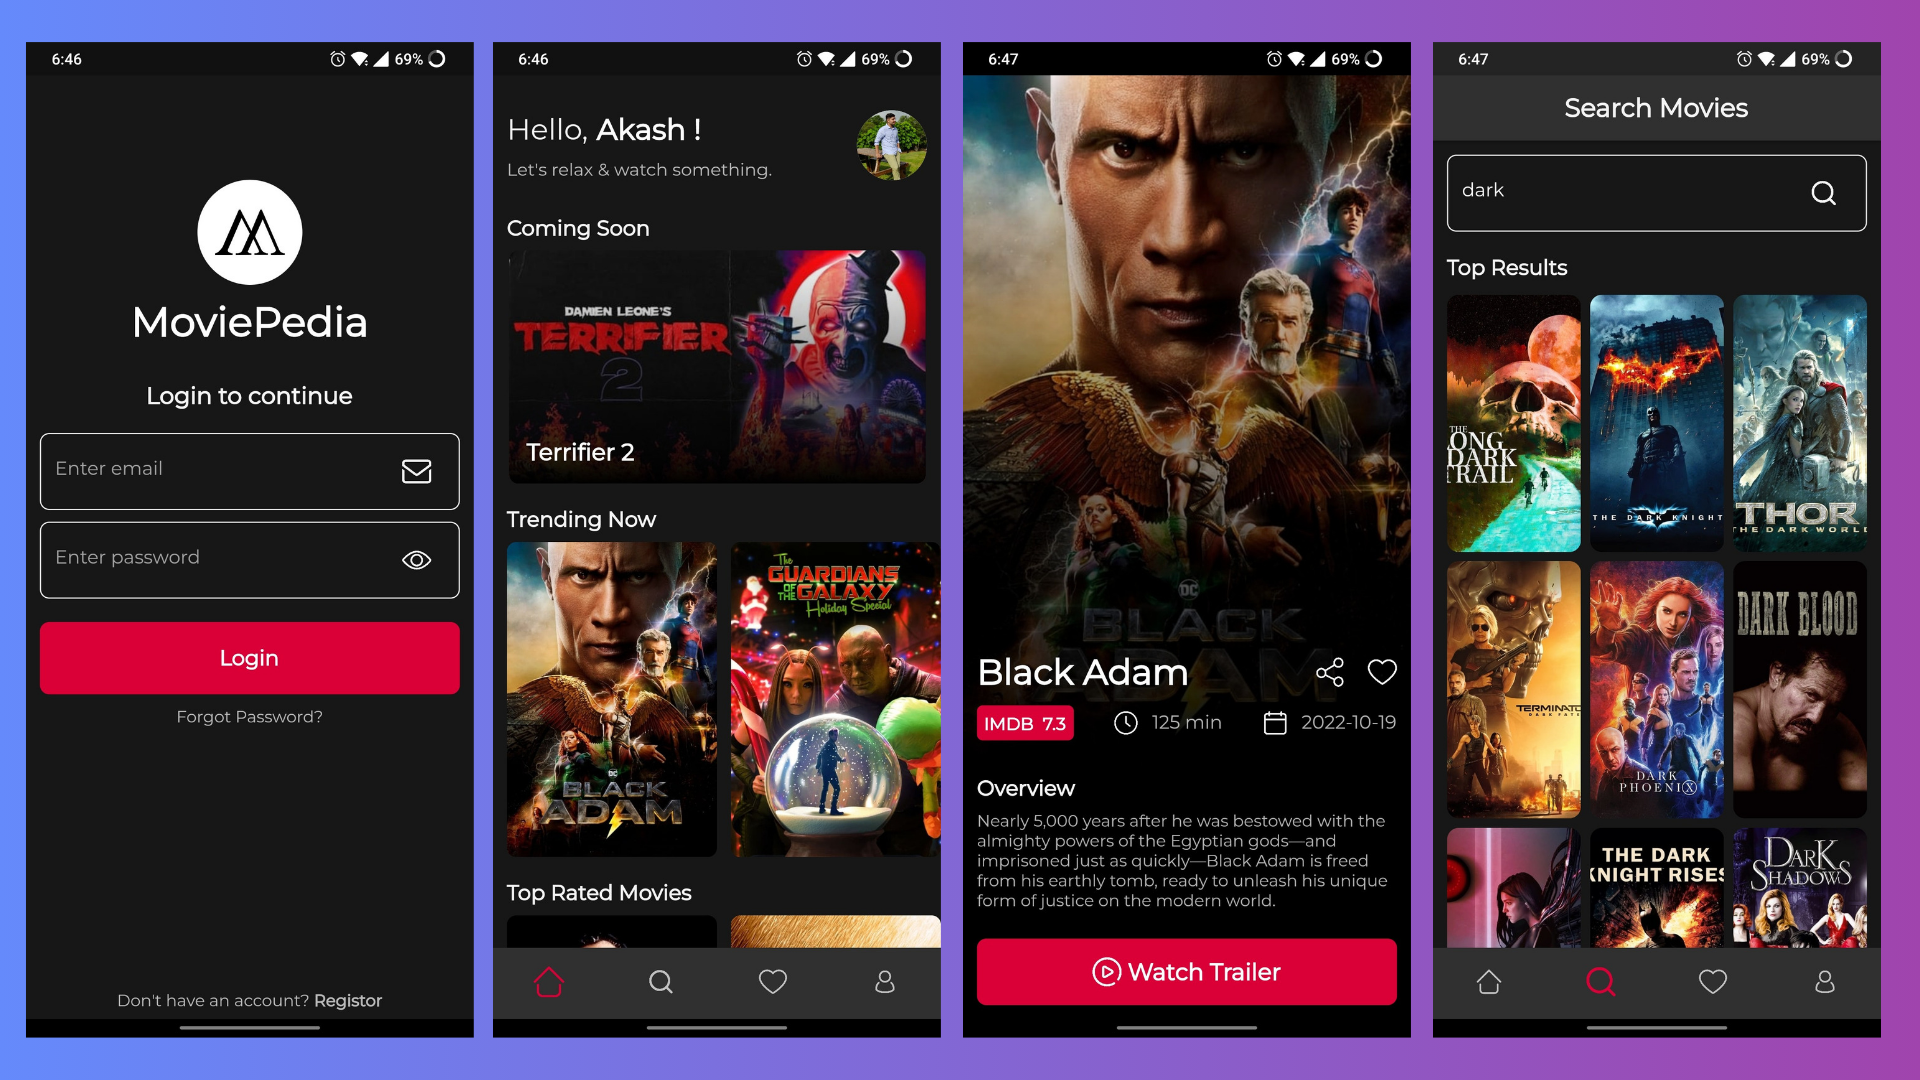 6:46
69%
MoviePedia
Login to continue
Enter email
Enter password
Login
Forgot Password?
Don't have an account? Registor
6:46
69%
Hello, Akash !
Let's relax & watch something.
Coming Soon
DAMIEN LEONE'S
TERRIFIER
2
Terrifier 2
Trending Now
DC
BLACK
ADAM
The
GUARDIANS
OF THE GALAXY
Holiday Special
Top Rated Movies
6:47
69%
DC
BLACK
ADAM
Black Adam
IMDB 7.3
125 min
2022-10-19
Overview
Nearly 5,000 years after he was bestowed with the
almighty powers of the Egyptian gods—and
imprisoned just as quickly—Black Adam is freed
from his earthly tomb, ready to unleash his unique
form of justice on the modern world.
Watch Trailer
6:47
69%
Search Movies
dark
Top Results
THE
ONG
DARK
TRAIL
THE DARK KNIGHT
THOR
THE DARK WORL
TERMINATO
DARK FATE
DARK
PHOENIX
DARK BLOOD
THE DARK
KNIGHT RISES
DARK
SHADOWS